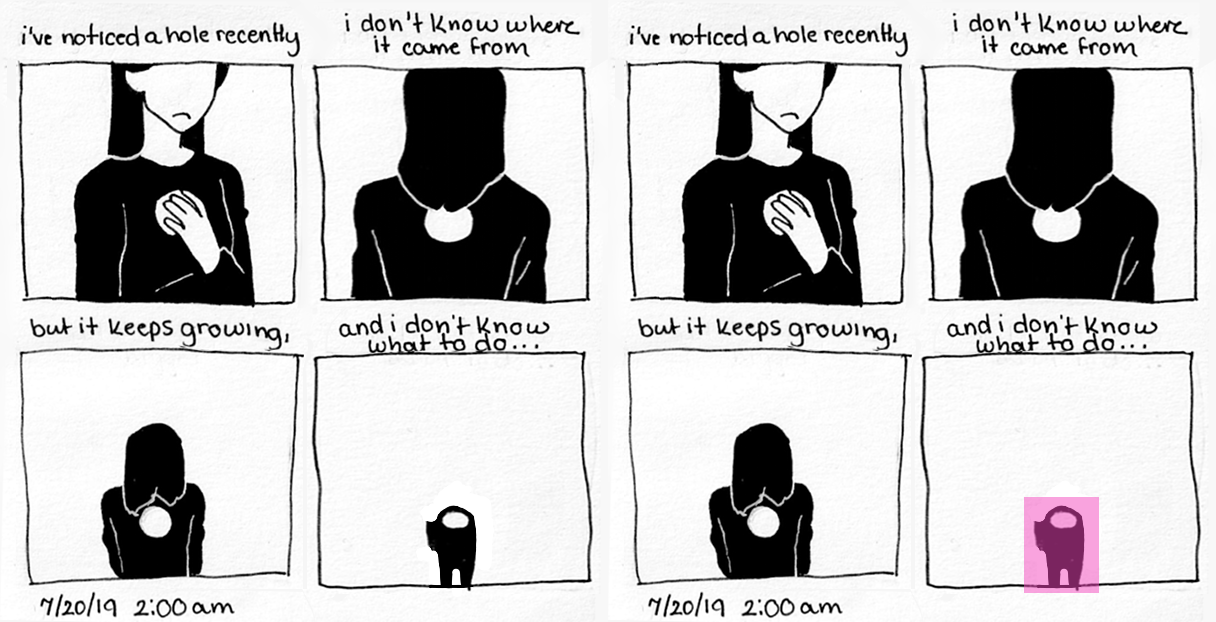 i've noticed a hole recently
i don't know where
it came from
but it keeps growing,
and i don't know
what to do...
7/20/19 2:00 am
i've noticed a hole recently
i don't know where
it came from
but it keeps growing,
and i don't know
what to do...
7/20/19 2:00 am